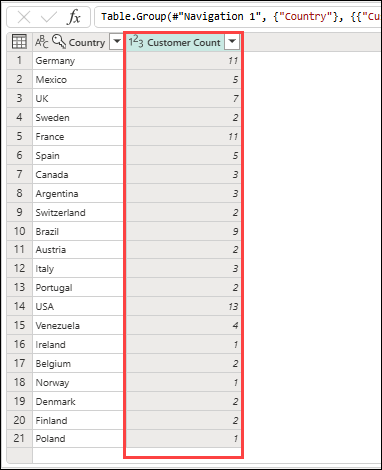 fx Table.Group(#"Navigation 1", {"Country"}, {{"Cu
ABC Country 123 Customer Count
1 Germany 11
2 Mexico 5
3 UK 7
4 Sweden 2
5 France 11
6 Spain 5
7 Canada 3
8 Argentina 3
9 Switzerland 2
10 Brazil 9
11 Austria 2
12 Italy 3
13 Portugal 2
14 USA 13
15 Venezuela 4
16 Ireland 1
17 Belgium 2
18 Norway 1
19 Denmark 2
20 Finland 2
21 Poland 1